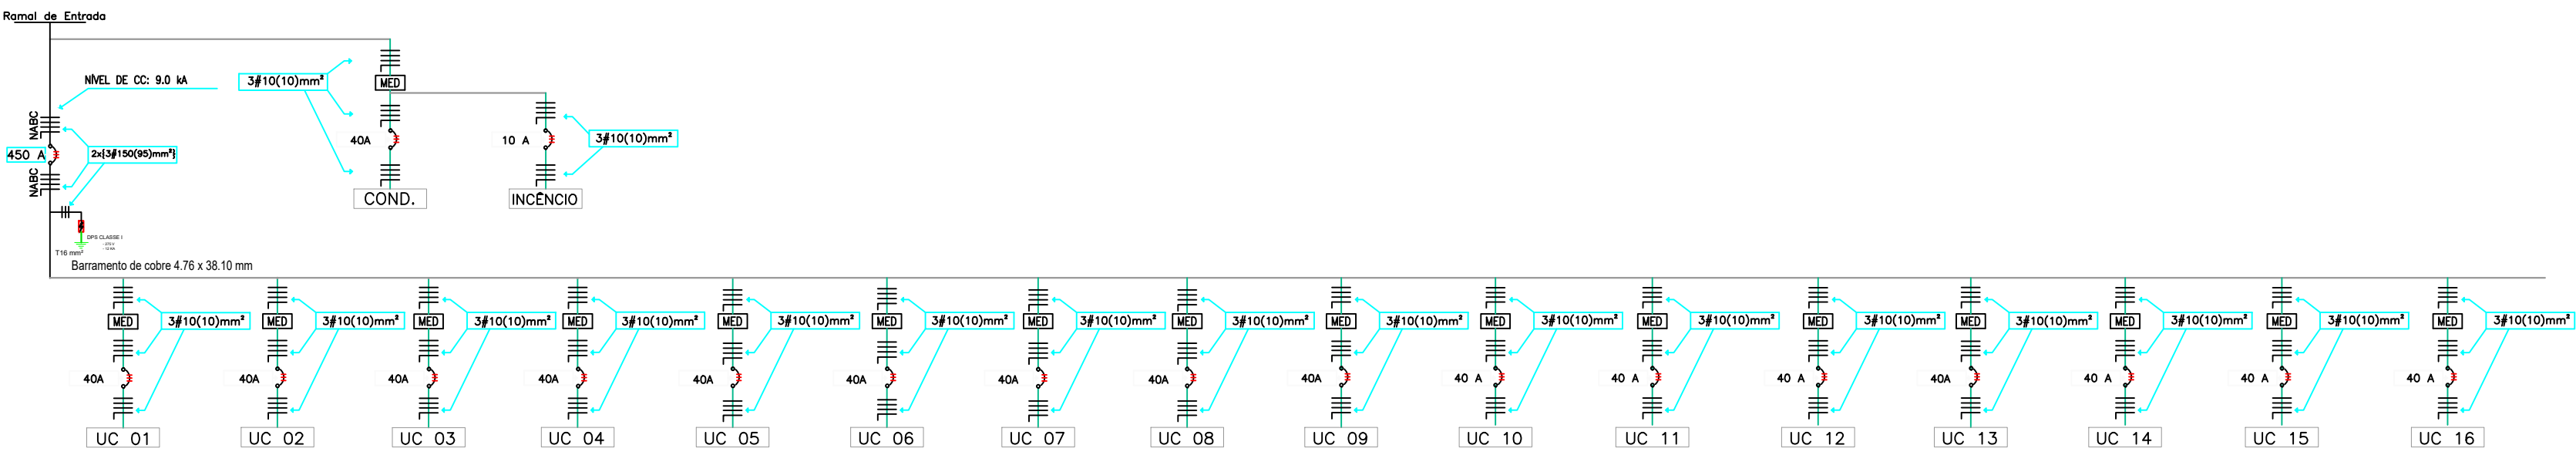 Ramal de Entrada
NÍVEL DE CC: 9.0 kA
3#10(10)mm²
MED
NABC
40A
10 A
3#10(10)mm²
450 A
2x{3#150(95)mm²}
NABC
COND.
INCÊNCIO
DPS CLASSE I
T16 mm²
Barramento de cobre 4.76 x 38.10 mm
3#10(10)mm² 3#10(10)mm² 3#10(10)mm² 3#10(10)mm² 3#10(10)mm² 3#10(10)mm² 3#10(10)mm² 3#10(10)mm² 3#10(10)mm² 3#10(10)mm² 3#10(10)mm² 3#10(10)mm² 3#10(10)mm² 3#10(10)mm² 3#10(10)mm² 3#10(10)mm²
MED MED MED MED MED MED MED MED MED MED MED MED MED MED MED MED
40A 40A 40A 40A 40A 40A 40A 40A 40A 40 A 40 A 40 A 40A 40 A 40 A 40 A
UC 01 UC 02 UC 03 UC 04 UC 05 UC 06 UC 07 UC 08 UC 09 UC 10 UC 11 UC 12 UC 13 UC 14 UC 15 UC 16